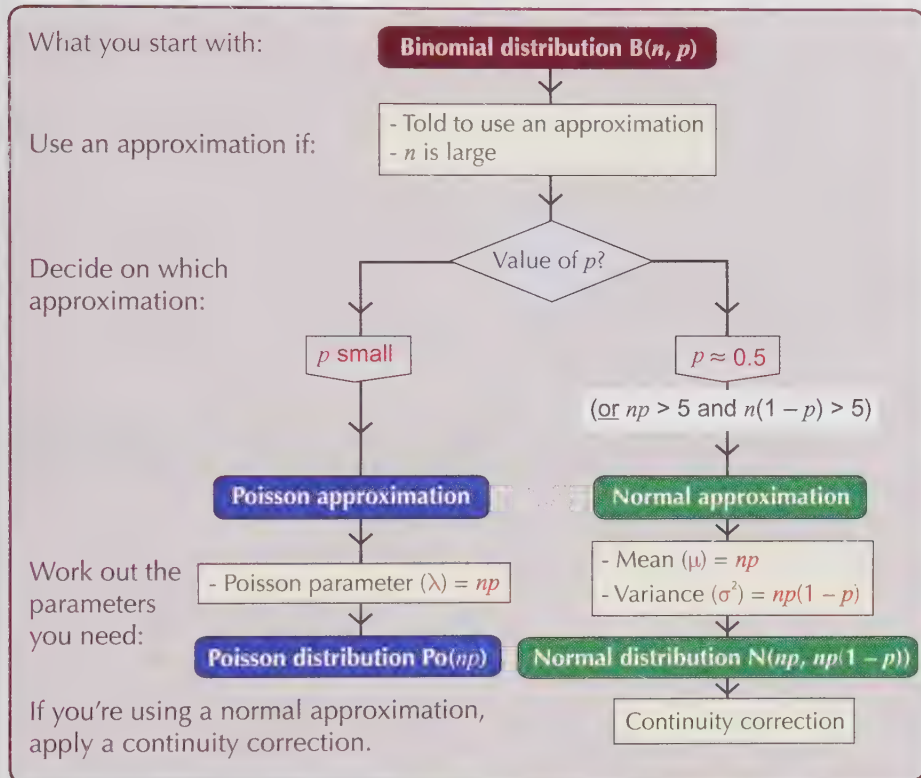 What you start with:
Binomial distribution B(n, p)
Use an approximation if:
- Told to use an approximation
- n is large
Decide on which
approximation:
Value of p?
p small
p ≈ 0.5
(or np > 5 and n(1 – p) > 5)
Poisson approximation
Normal approximation
Work out the
parameters
you need:
- Poisson parameter (λ) = np
- Mean (μ) = np
- Variance (σ²) = np(1 – p)
Poisson distribution Po(np)
Normal distribution N(np, np(1 – p))
If you're using a normal approximation,
apply a continuity correction.
Continuity correction